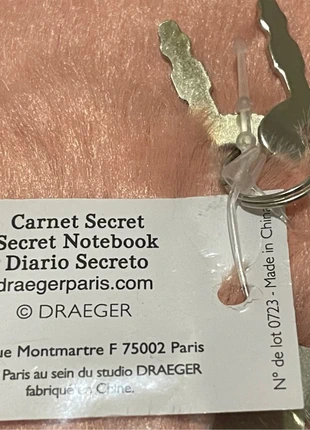 Carnet Secret
Secret Notebook
Diario Secreto
draegerparis.com
© DRAEGER
ue Montmartre F 75002 Paris
Paris au sein du studio DRAEGER
fabriqué en Chine.
N° de lot 0723 - Made in China